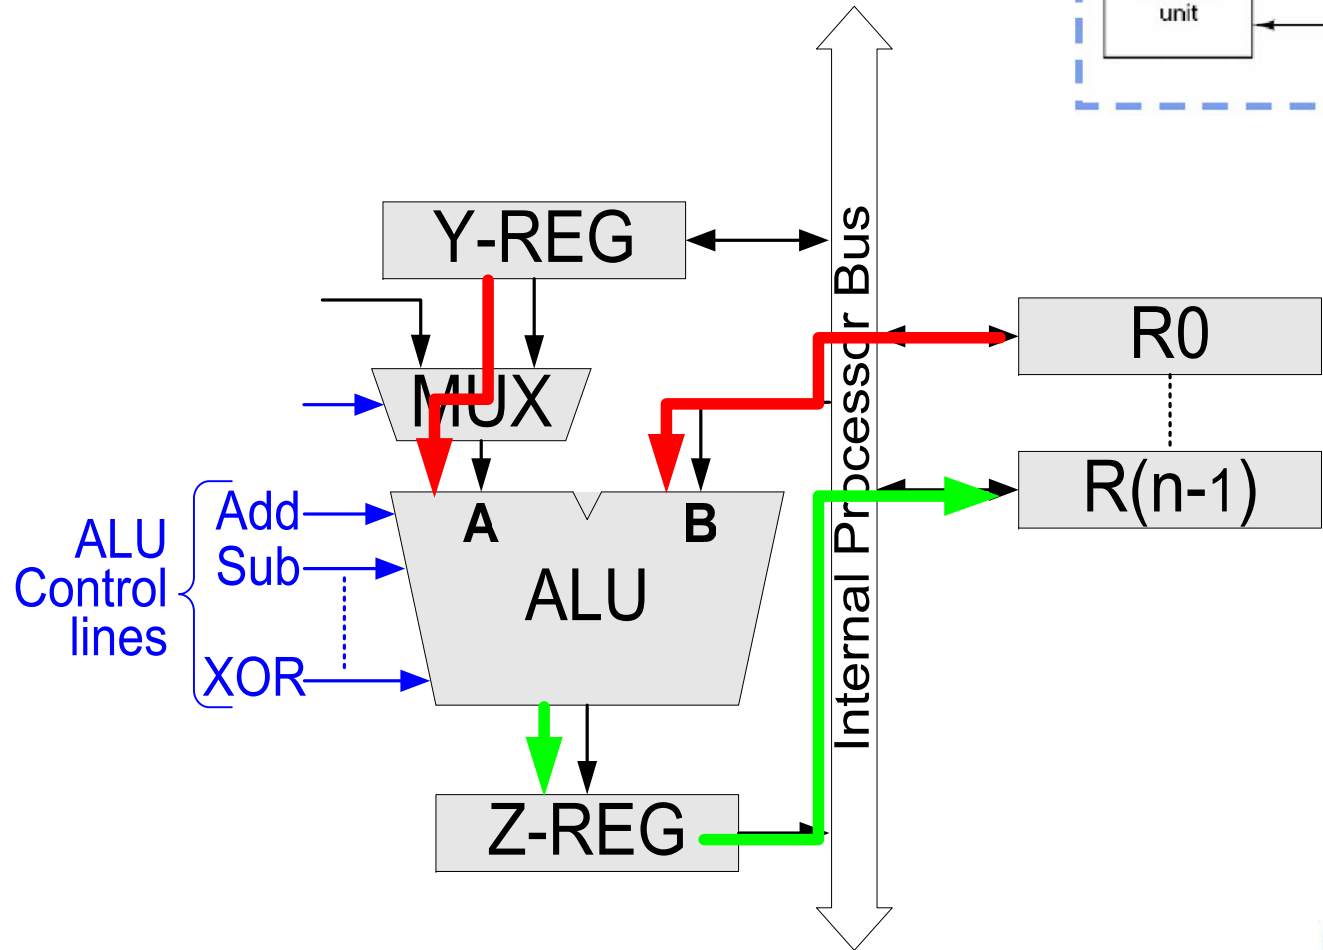 unit
Y-REG
Internal Processor Bus
R0
MUX
R(n-1)
A
B
Add
ALU
Control
lines
Sub
ALU
XOR
Z-REG